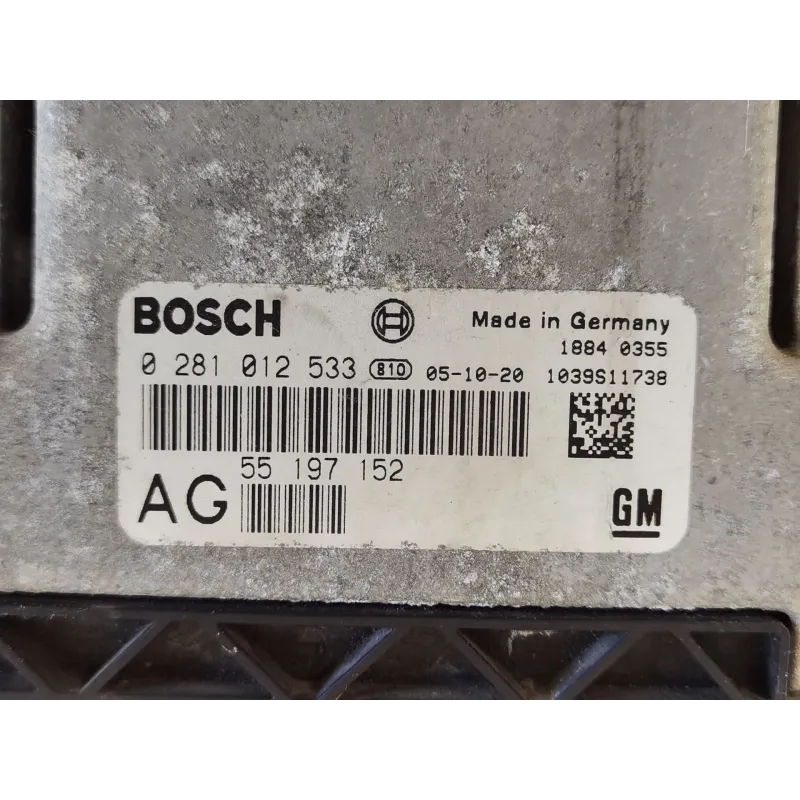 BOSCH Made in Germany
1884 0355
0 281 012 533 810 05-10-20 1039S11738
55 197 152
AG
GM